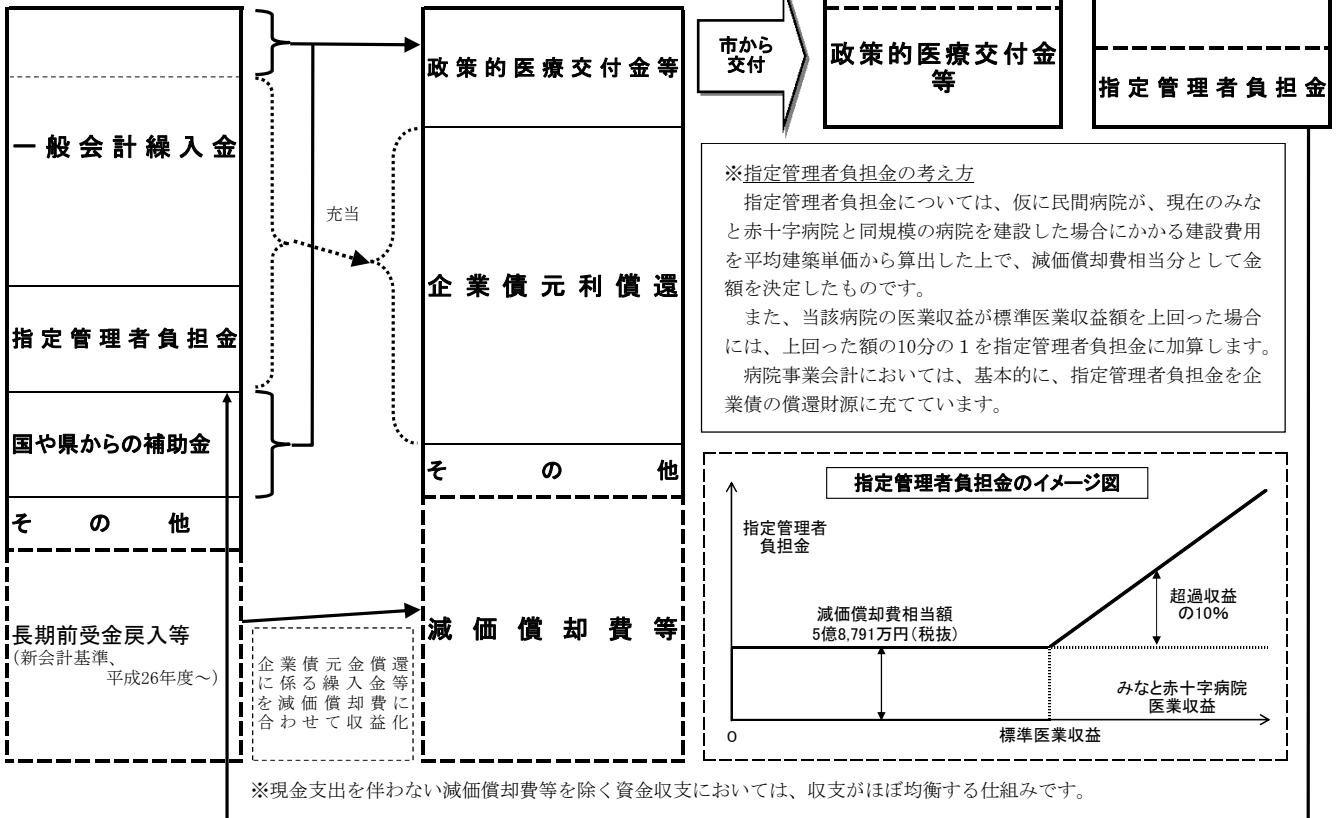 一般会計繰入金
指定管理者負担金
国や県からの補助金
その他
長期前受金戻入等
(新会計基準、
平成26年度～)
充当
企業債元金償還
に係る繰入金等
を減価償却費に
合わせて収益化
政策的医療交付金等
企業債元利償還
その他
減価償却費等
市から
交付
政策的医療交付金
等
指定管理者負担金
※指定管理者負担金の考え方
指定管理者負担金については、仮に民間病院が、現在のみな
と赤十字病院と同規模の病院を建設した場合にかかる建設費用
を平均建築単価から算出した上で、減価償却費相当分として金
額を決定したものです。
また、当該病院の医業収益が標準医業収益額を上回った場合
には、上回った額の10分の１を指定管理者負担金に加算します。
病院事業会計においては、基本的に、指定管理者負担金を企
業債の償還財源に充てています。
指定管理者負担金のイメージ図
指定管理者
負担金
減価償却費相当額
5億8,791万円(税抜)
超過収益
の10%
みなと赤十字病院
医業収益
0
標準医業収益
※現金支出を伴わない減価償却費等を除く資金収支においては、収支がほぼ均衡する仕組みです。